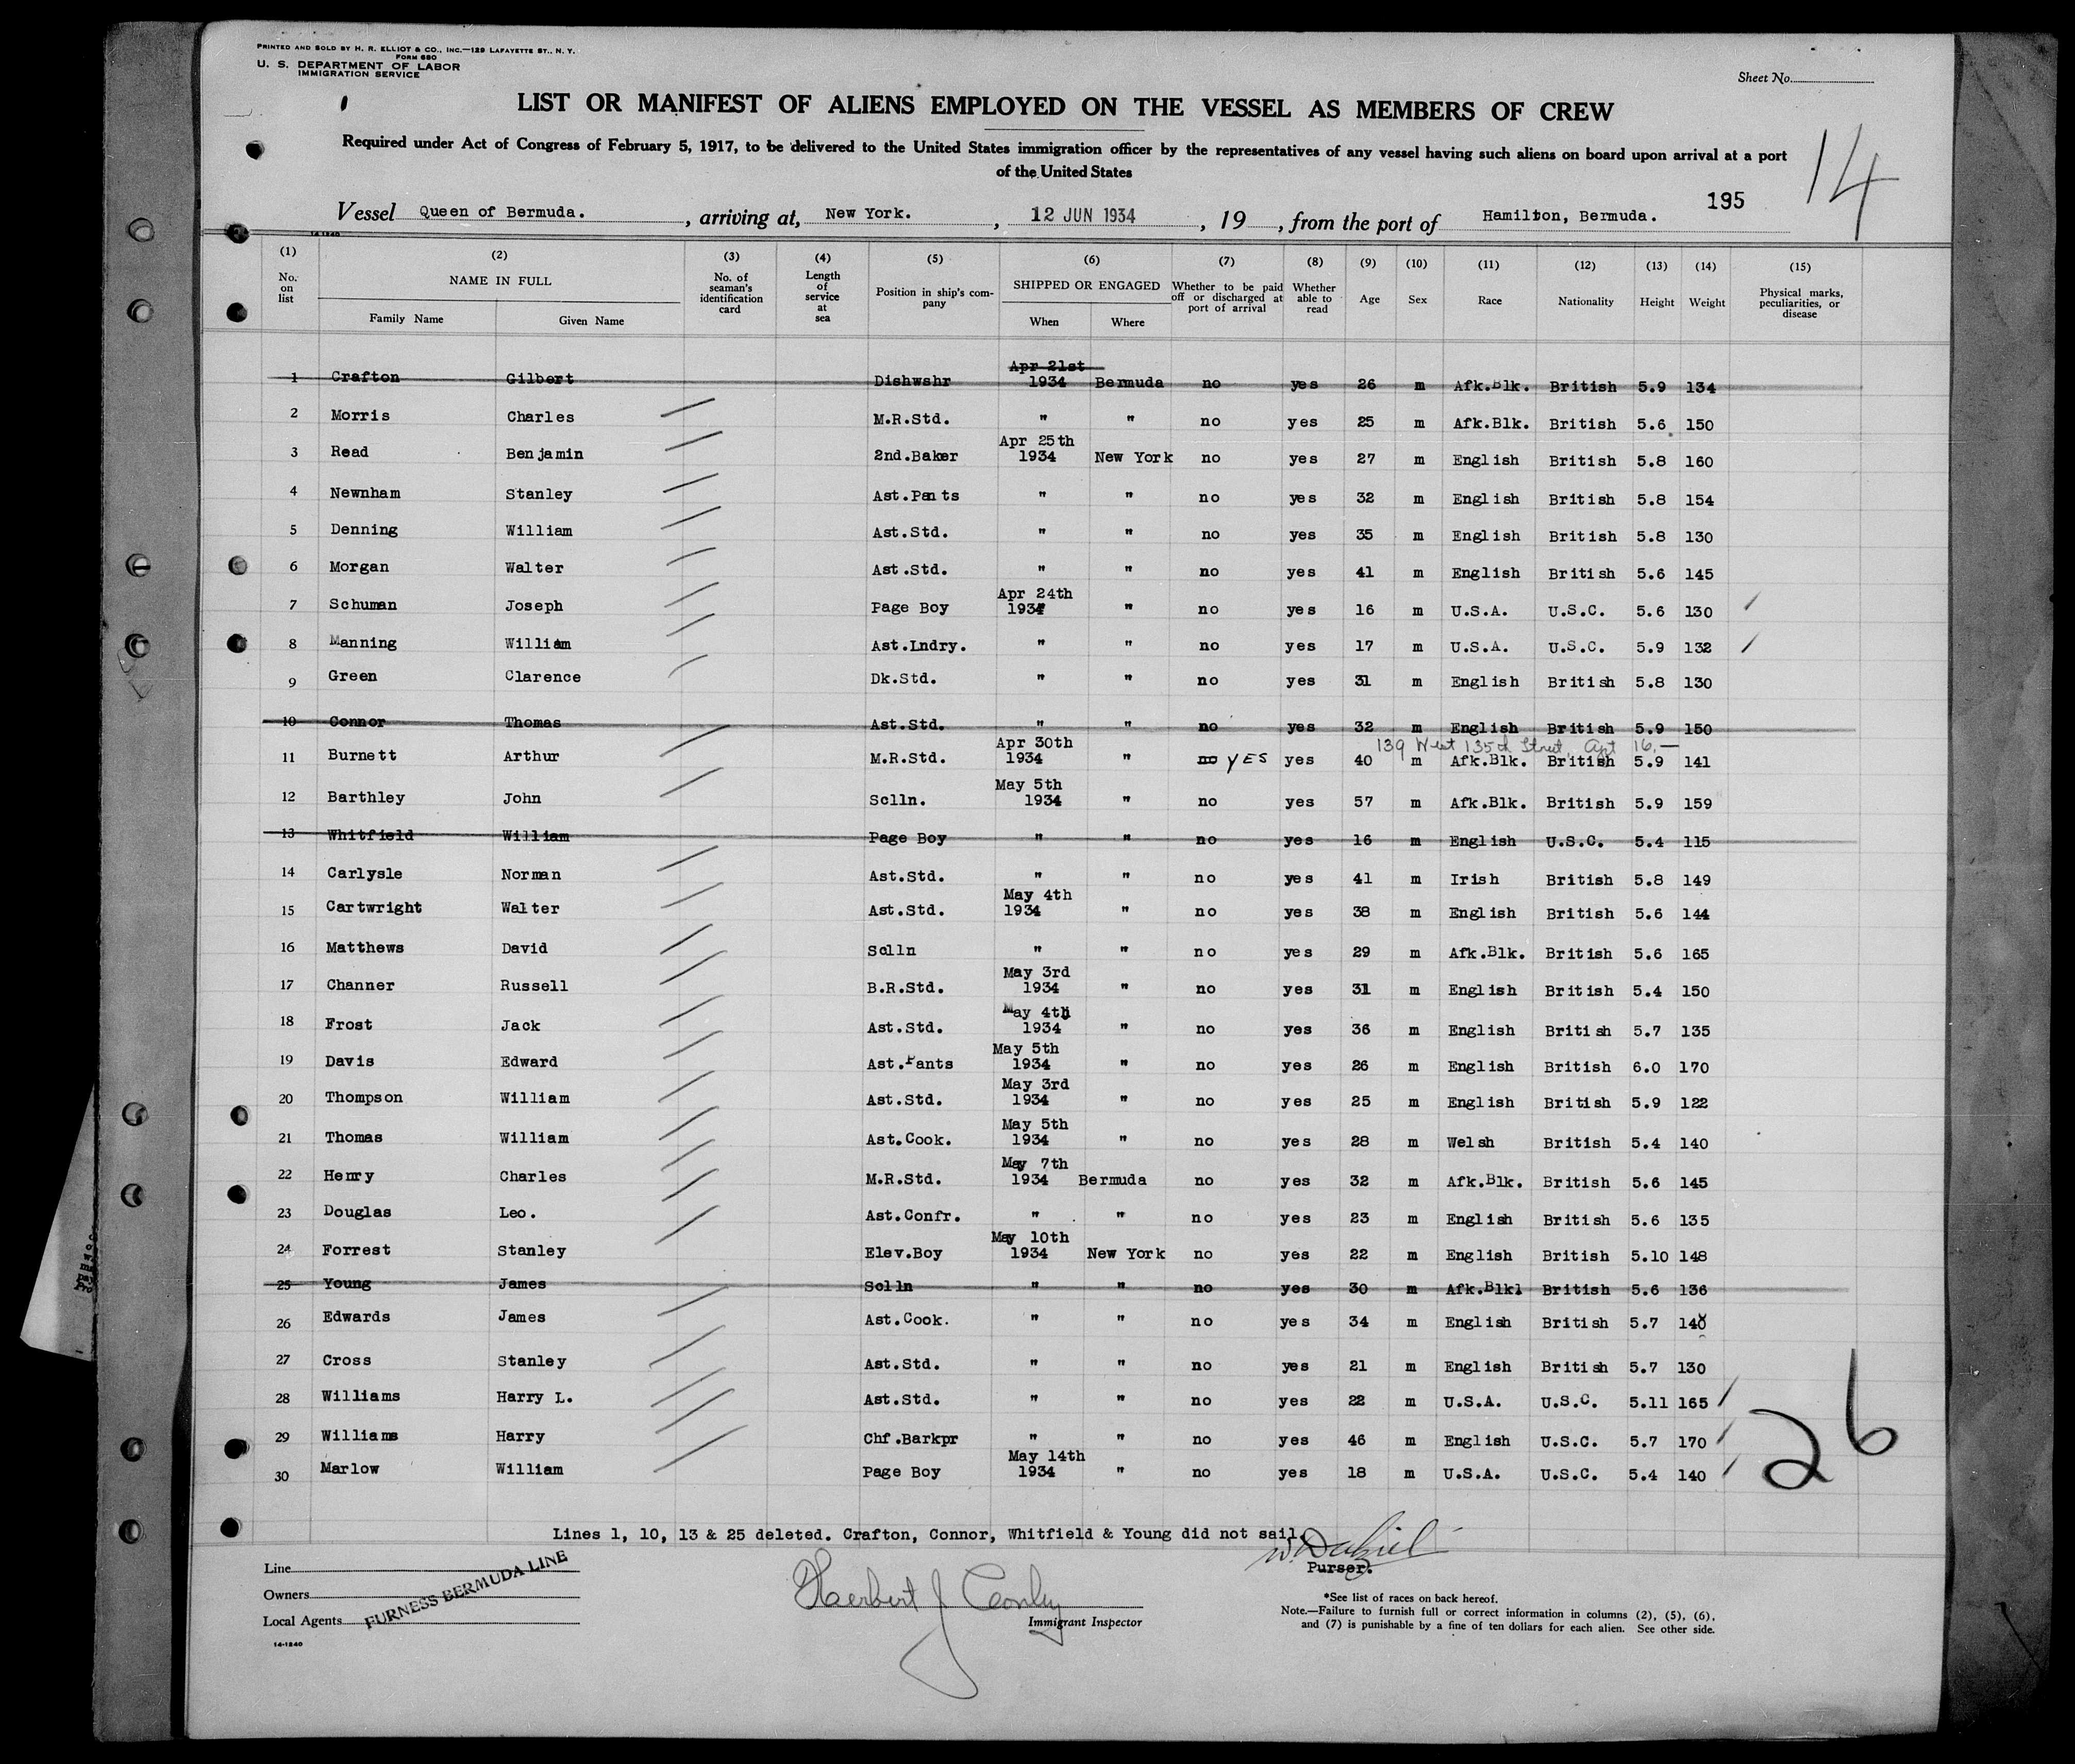 PRINTED AND SOLD BY H. R. ELLIOT & CO., INC.—129 LAFAYETTE ST., N. Y.
FORM 680
U. S. DEPARTMENT OF LABOR
IMMIGRATION SERVICE
Sheet No.
LIST OR MANIFEST OF ALIENS EMPLOYED ON THE VESSEL AS MEMBERS OF CREW
Required under Act of Congress of February 5, 1917, to be delivered to the United States immigration officer by the representatives of any vessel having such aliens on board upon arrival at a port
of the United States
14
195
Vessel Queen of Bermuda. , arriving at, New York. , 12 JUN 1934 , 19 , from the port of Hamilton, Bermuda.
14-1240
(1) (2) (3) (4) (5) (6) (7) (8) (9) (10) (11) (12) (13) (14) (15)
No. on list NAME IN FULL Family Name Given Name No. of seaman's identification card Length of service at sea Position in ship's company SHIPPED OR ENGAGED When Where Whether to be paid off or discharged at port of arrival Whether able to read Age Sex Race Nationality Height Weight Physical marks, peculiarities, or disease
Apr 21st
1 Crafton Gilbert Dishwshr 1934 Bermuda no yes 26 m Afk.Blk. British 5.9 134
2 Morris Charles M.R.Std. " " no yes 25 m Afk.Blk. British 5.6 150
Apr 25th
3 Read Benjamin 2nd.Baker 1934 New York no yes 27 m English British 5.8 160
4 Newnham Stanley Ast.Pants " " no yes 32 m English British 5.8 154
5 Denning William Ast.Std. " " no yes 35 m English British 5.8 130
6 Morgan Walter Ast.Std. " " no yes 41 m English British 5.6 145
Apr 24th
7 Schuman Joseph Page Boy 1934 " no yes 16 m U.S.A. U.S.C. 5.6 130
8 Manning William Ast.Lndry. " " no yes 17 m U.S.A. U.S.C. 5.9 132
9 Green Clarence Dk.Std. " " no yes 31 m English British 5.8 130
10 Connor Thomas Ast.Std. " " no yes 32 m English British 5.9 150
Apr 30th 139 West 135th Street, Apt 16.—
11 Burnett Arthur M.R.Std. 1934 " no YES yes 40 m Afk.Blk. British 5.9 141
May 5th
12 Barthley John Sclln. 1934 " no yes 57 m Afk.Blk. British 5.9 159
13 Whitfield William Page Boy " " no yes 16 m English U.S.C. 5.4 115
14 Carlysle Norman Ast.Std. " " no yes 41 m Irish British 5.8 149
May 4th
15 Cartwright Walter Ast.Std. 1934 " no yes 38 m English British 5.6 144
16 Matthews David Sclln " " no yes 29 m Afk.Blk. British 5.6 165
May 3rd
17 Channer Russell B.R.Std. 1934 " no yes 31 m English British 5.4 150
May 4th
18 Frost Jack Ast.Std. 1934 " no yes 36 m English British 5.7 135
May 5th
19 Davis Edward Ast.Pants 1934 " no yes 26 m English British 6.0 170
May 3rd
20 Thompson William Ast.Std. 1934 " no yes 25 m English British 5.9 122
May 5th
21 Thomas William Ast.Cook. 1934 " no yes 28 m Welsh British 5.4 140
May 7th
22 Henry Charles M.R.Std. 1934 Bermuda no yes 32 m Afk.Blk. British 5.6 145
23 Douglas Leo. Ast.Confr. " " no yes 23 m English British 5.6 135
May 10th
24 Forrest Stanley Elev.Boy 1934 New York no yes 22 m English British 5.10 148
25 Young James Sclln " " no yes 30 m Afk.Blkl British 5.6 136
26 Edwards James Ast.Cook. " " no yes 34 m English British 5.7 140
27 Cross Stanley Ast.Std. " " no yes 21 m English British 5.7 130
28 Williams Harry L. Ast.Std. " " no yes 22 m U.S.A. U.S.C. 5.11 165
29 Williams Harry Chf.Barkpr " " no yes 46 m English U.S.C. 5.7 170
May 14th
30 Marlow William Page Boy 1934 " no yes 18 m U.S.A. U.S.C. 5.4 140
26
Lines 1, 10, 13 & 25 deleted. Crafton, Connor, Whitfield & Young did not sail.
Purser.
Line
Owners
Local Agents
FURNESS BERMUDA LINE
14-1240
Herbert J Conley
Immigrant Inspector
*See list of races on back hereof.
Note.—Failure to furnish full or correct information in columns (2), (5), (6),
and (7) is punishable by a fine of ten dollars for each alien. See other side.